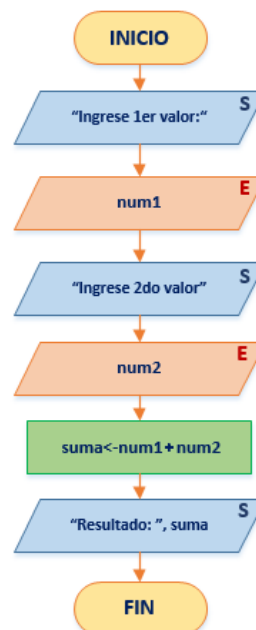 INICIO
S
“Ingrese 1er valor:“
E
num1
S
“Ingrese 2do valor”
E
num2
suma<-num1+num2
S
“Resultado: ”, suma
FIN